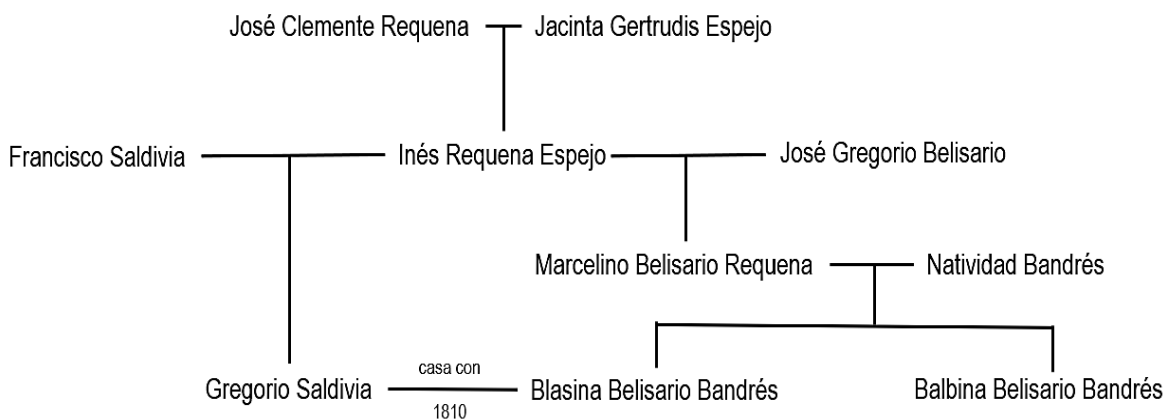 José Clemente Requena Jacinta Gertrudis Espejo
Francisco Saldivia Inés Requena Espejo José Gregorio Belisario
Marcelino Belisario Requena Natividad Bandrés
casa con
Gregorio Saldivia Blasina Belisario Bandrés Balbina Belisario Bandrés
1810